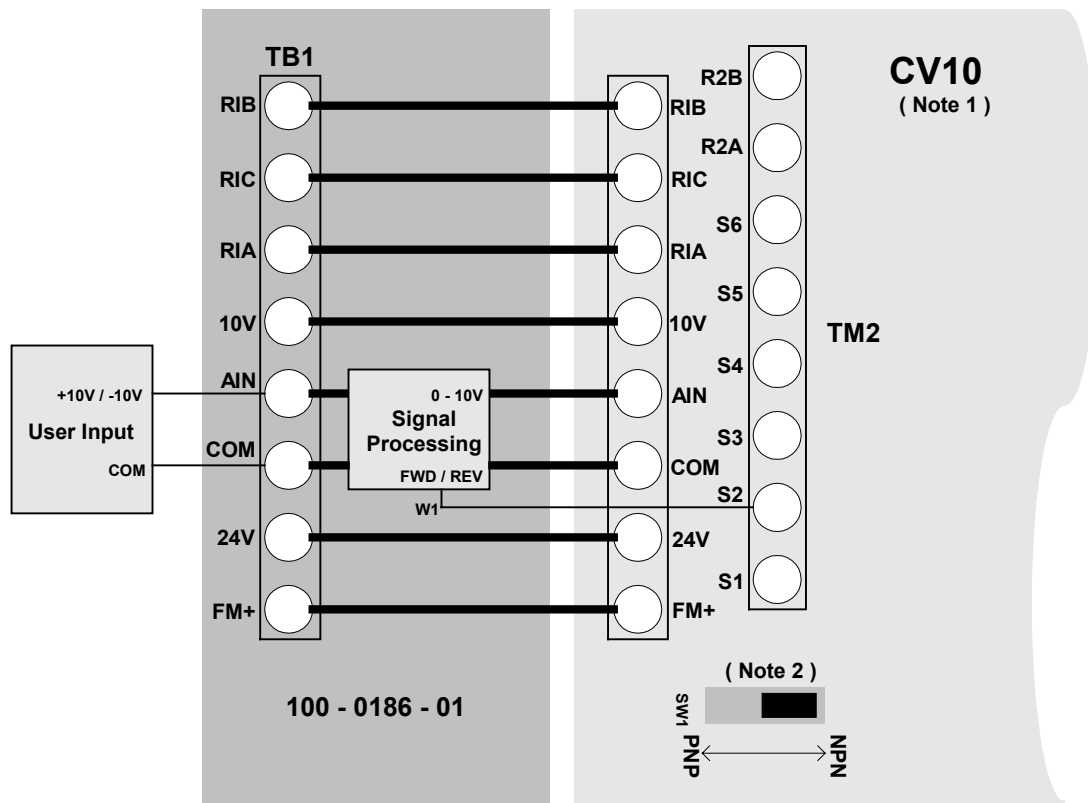 TB1
RIB
RIC
RIA
10V
AIN
COM
24V
FM+
100 - 0186 - 01
+10V / -10V
User Input
COM
0 - 10V
Signal
Processing
FWD / REV
W1
RIB
RIC
RIA
10V
AIN
COM
24V
FM+
R2B
R2A
S6
S5
S4
S3
S2
S1
CV10
( Note 1 )
TM2
( Note 2 )
SW1
PNP
NPN